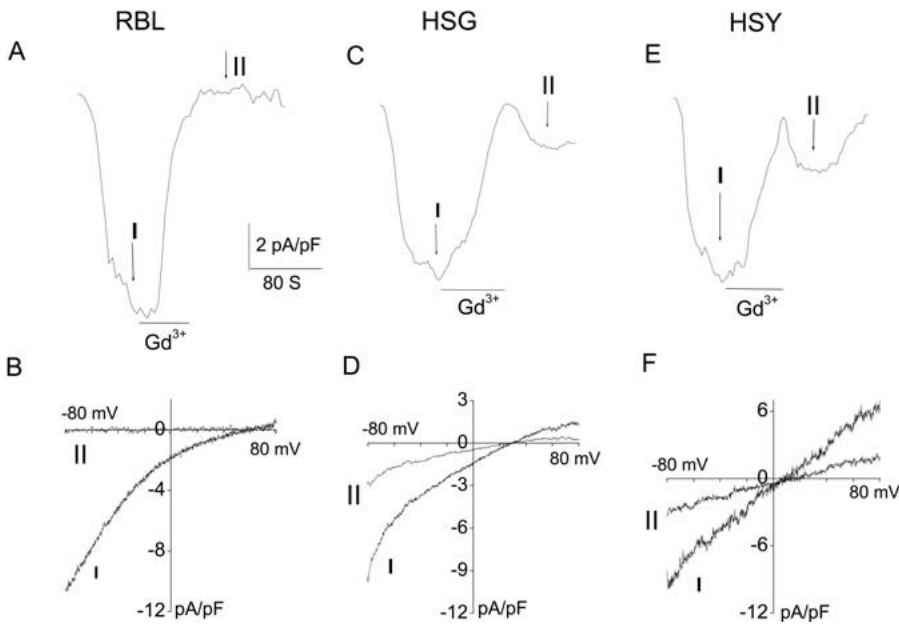 RBL
HSG
HSY
A
C
E
II
II
II
I
I
I
2 pA/pF
80 S
Gd³⁺
Gd³⁺
Gd³⁺
B
D
F
-80 mV
0
80 mV
II
-4
-8
I
-12
pA/pF
3
-80 mV
0
80 mV
-3
II
-6
I
-9
-12
pA/pF
6
-80 mV
0
80 mV
II
-6
I
-12
pA/pF